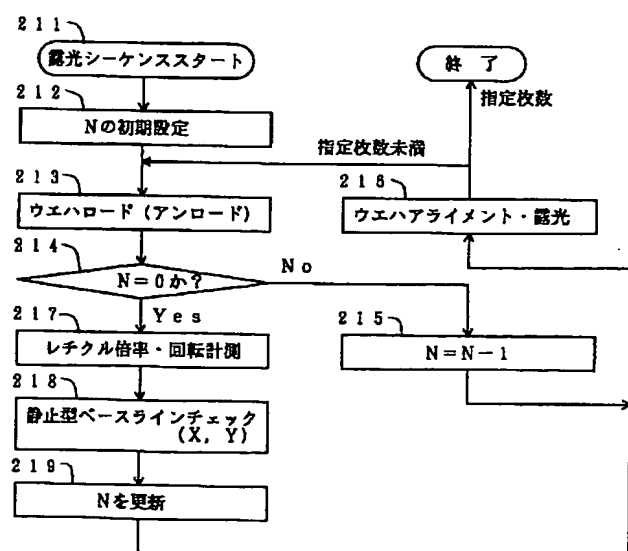 211
露光シーケンススタート
212
Nの初期設定
213
ウエハロード（アンロード）
214
N=0か?
No
Yes
217
レチクル倍率・回転計測
218
静止型ベースラインチェック
(X, Y)
219
Nを更新
終 了
指定枚数
指定枚数未満
216
ウエハアライメント・露光
215
N=N-1